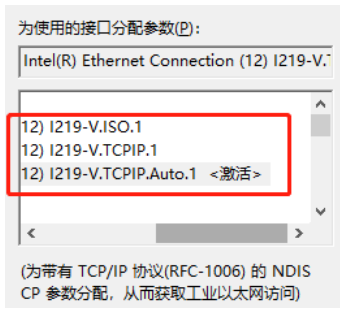 为使用的接口分配参数(P):
Intel(R) Ethernet Connection (12) I219-V.
12) I219-V.ISO.1
12) I219-V.TCPIP.1
12) I219-V.TCPIP.Auto.1 <激活>
(为带有 TCP/IP 协议(RFC-1006) 的 NDIS
CP 参数分配，从而获取工业以太网访问)